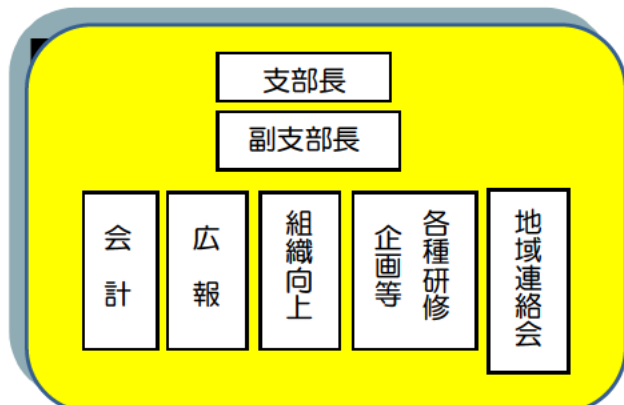 支部長
副支部長
会計
広報
組織向上
各種研修
企画等
地域連絡会